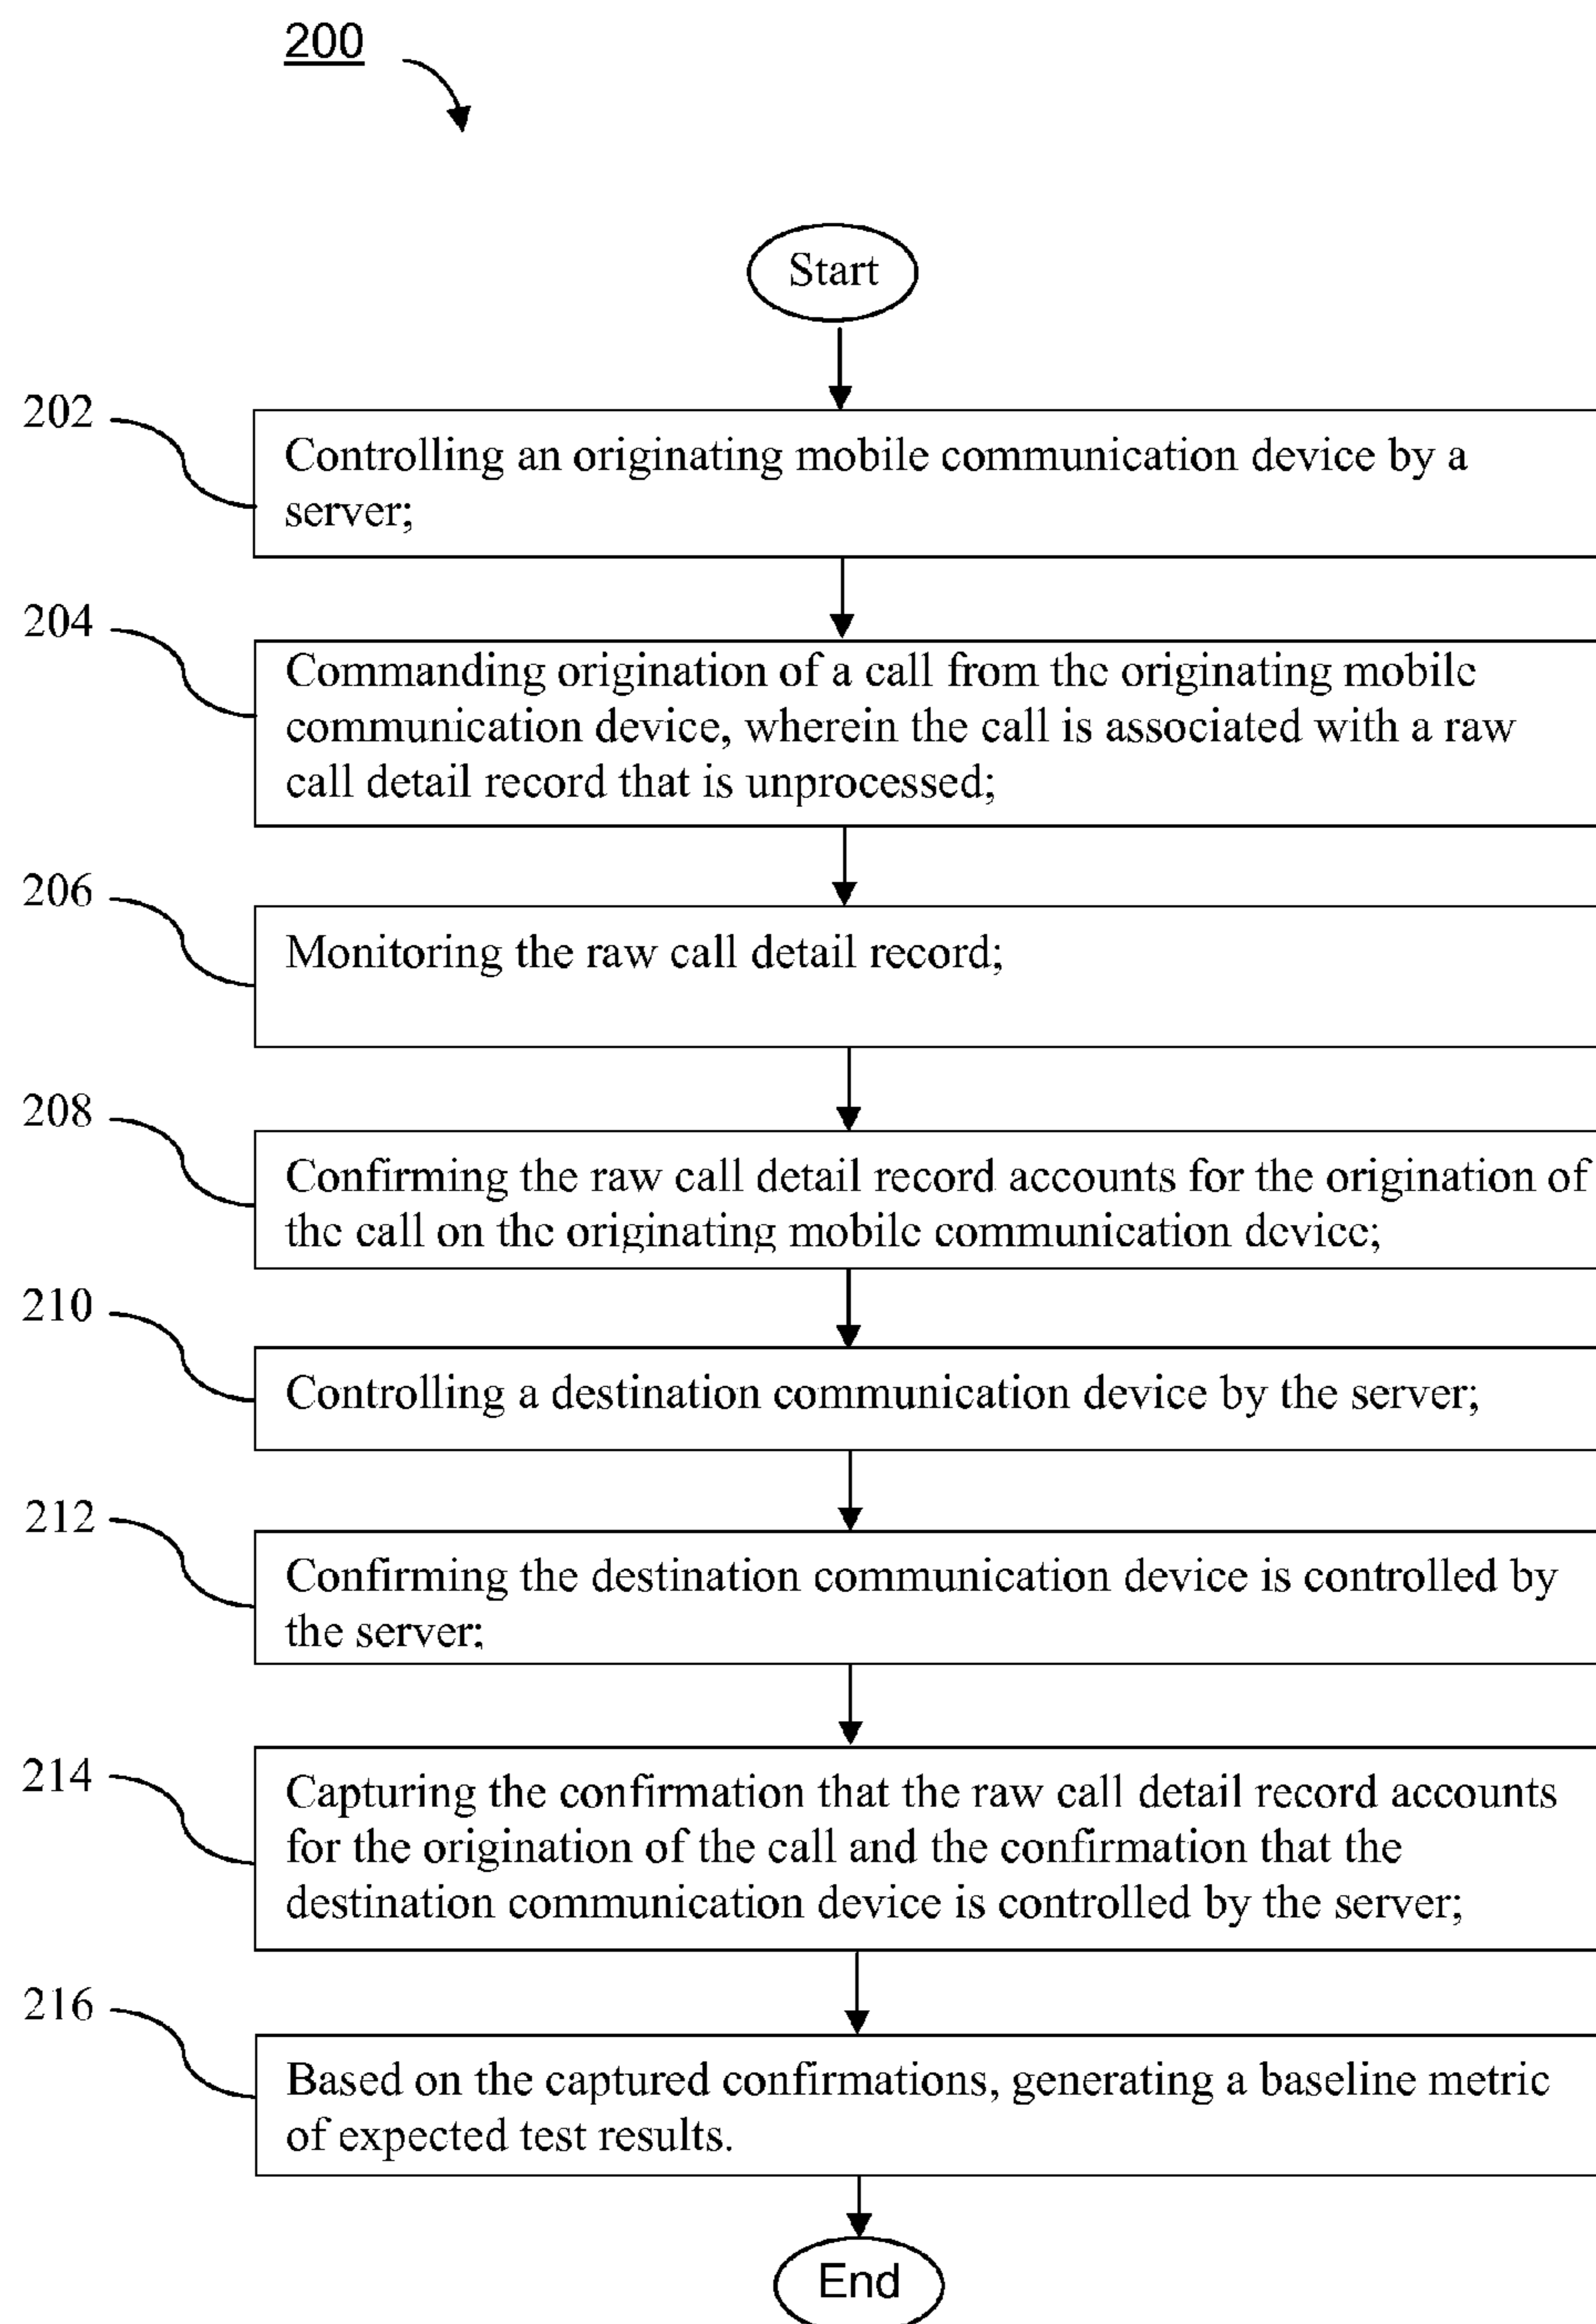 200
Start
202
Controlling an originating mobile communication device by a
server;
204
Commanding origination of a call from the originating mobile
communication device, wherein the call is associated with a raw
call detail record that is unprocessed;
206
Monitoring the raw call detail record;
208
Confirming the raw call detail record accounts for the origination of
the call on the originating mobile communication device;
210
Controlling a destination communication device by the server;
212
Confirming the destination communication device is controlled by
the server;
214
Capturing the confirmation that the raw call detail record accounts
for the origination of the call and the confirmation that the
destination communication device is controlled by the server;
216
Based on the captured confirmations, generating a baseline metric
of expected test results.
End